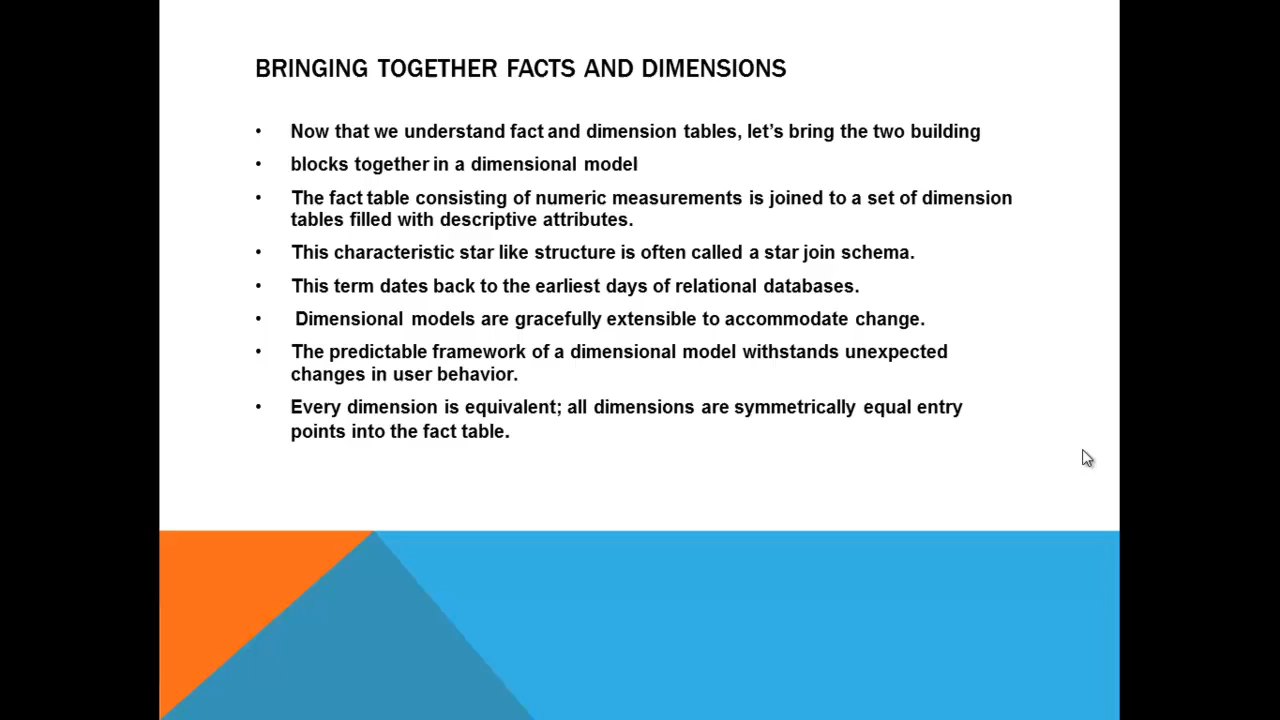 BRINGING TOGETHER FACTS AND DIMENSIONS
• Now that we understand fact and dimension tables, let’s bring the two building
• blocks together in a dimensional model
• The fact table consisting of numeric measurements is joined to a set of dimension
tables filled with descriptive attributes.
• This characteristic star like structure is often called a star join schema.
• This term dates back to the earliest days of relational databases.
• Dimensional models are gracefully extensible to accommodate change.
• The predictable framework of a dimensional model withstands unexpected
changes in user behavior.
• Every dimension is equivalent; all dimensions are symmetrically equal entry
points into the fact table.